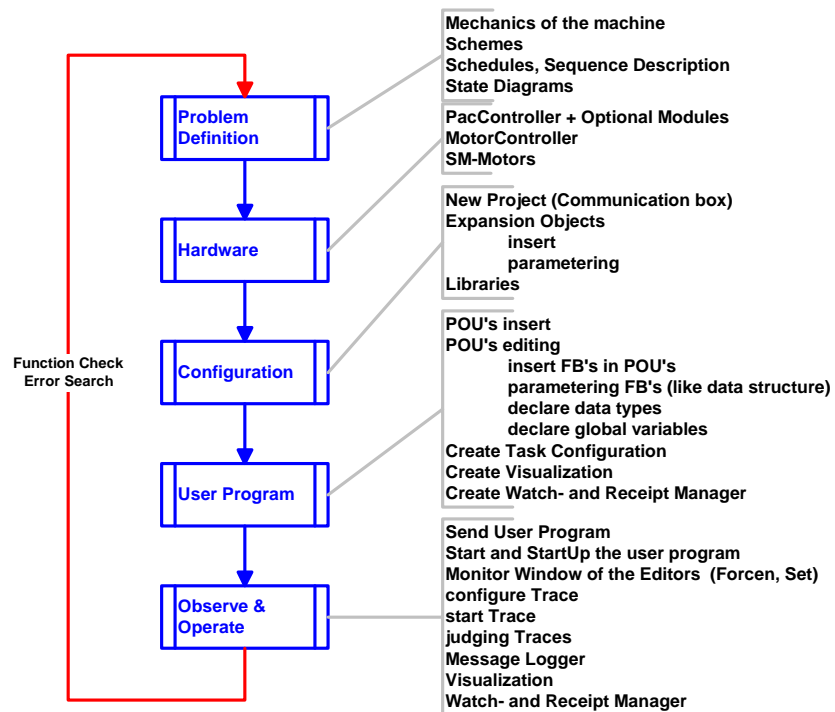 Mechanics of the machine
Schemes
Schedules, Sequence Description
State Diagrams
Problem
Definition
PacController + Optional Modules
MotorController
SM-Motors
Hardware
New Project (Communication box)
Expansion Objects
insert
parametering
Libraries
Function Check
Error Search
Configuration
POU's insert
POU's editing
insert FB's in POU's
parametering FB's (like data structure)
declare data types
declare global variables
Create Task Configuration
Create Visualization
Create Watch- and Receipt Manager
User Program
Send User Program
Start and StartUp the user program
Monitor Window of the Editors (Forcen, Set)
configure Trace
start Trace
judging Traces
Message Logger
Visualization
Watch- and Receipt Manager
Observe &
Operate